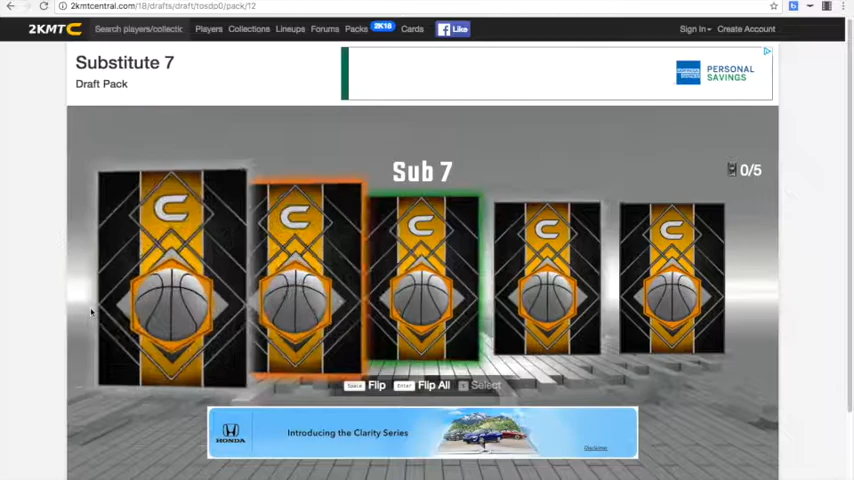 2kmtcentral.com/18/drafts/draft/tosdp0/pack/12
2KMTC Search players/collectic Players Collections Lineups Forums Packs 2K18 Cards Like Sign In Create Account
Substitute 7
Draft Pack
PERSONAL
SAVINGS
Sub 7
0/5
C C C C C
Space Flip Enter Flip All Select
HONDA
Introducing the Clarity Series
Disclaimer